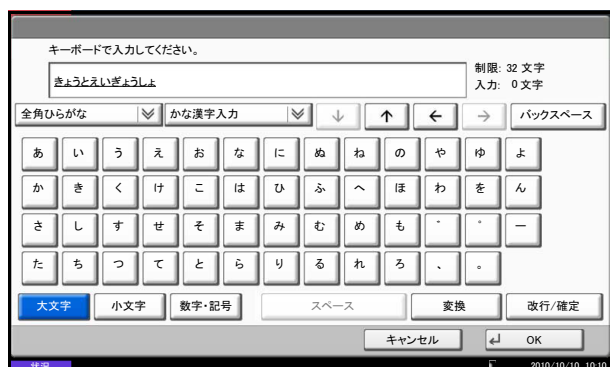 キーボードで入力してください。
きょうとえいぎょうしょ
制限: 32 文字
入力: 0 文字
全角ひらがな かな漢字入力 ↓ ↑ ← → バックスペース
あ い う え お な に ぬ ね の や ゆ よ
か き く け こ は ひ ふ へ ほ わ を ん
さ し す せ そ ま み む め も ゛ ゜ ー
た ち つ て と ら り る れ ろ 、 。
大文字 小文字 数字・記号 スペース 変換 改行/確定
キャンセル OK
状況 2010/10/10 10:10